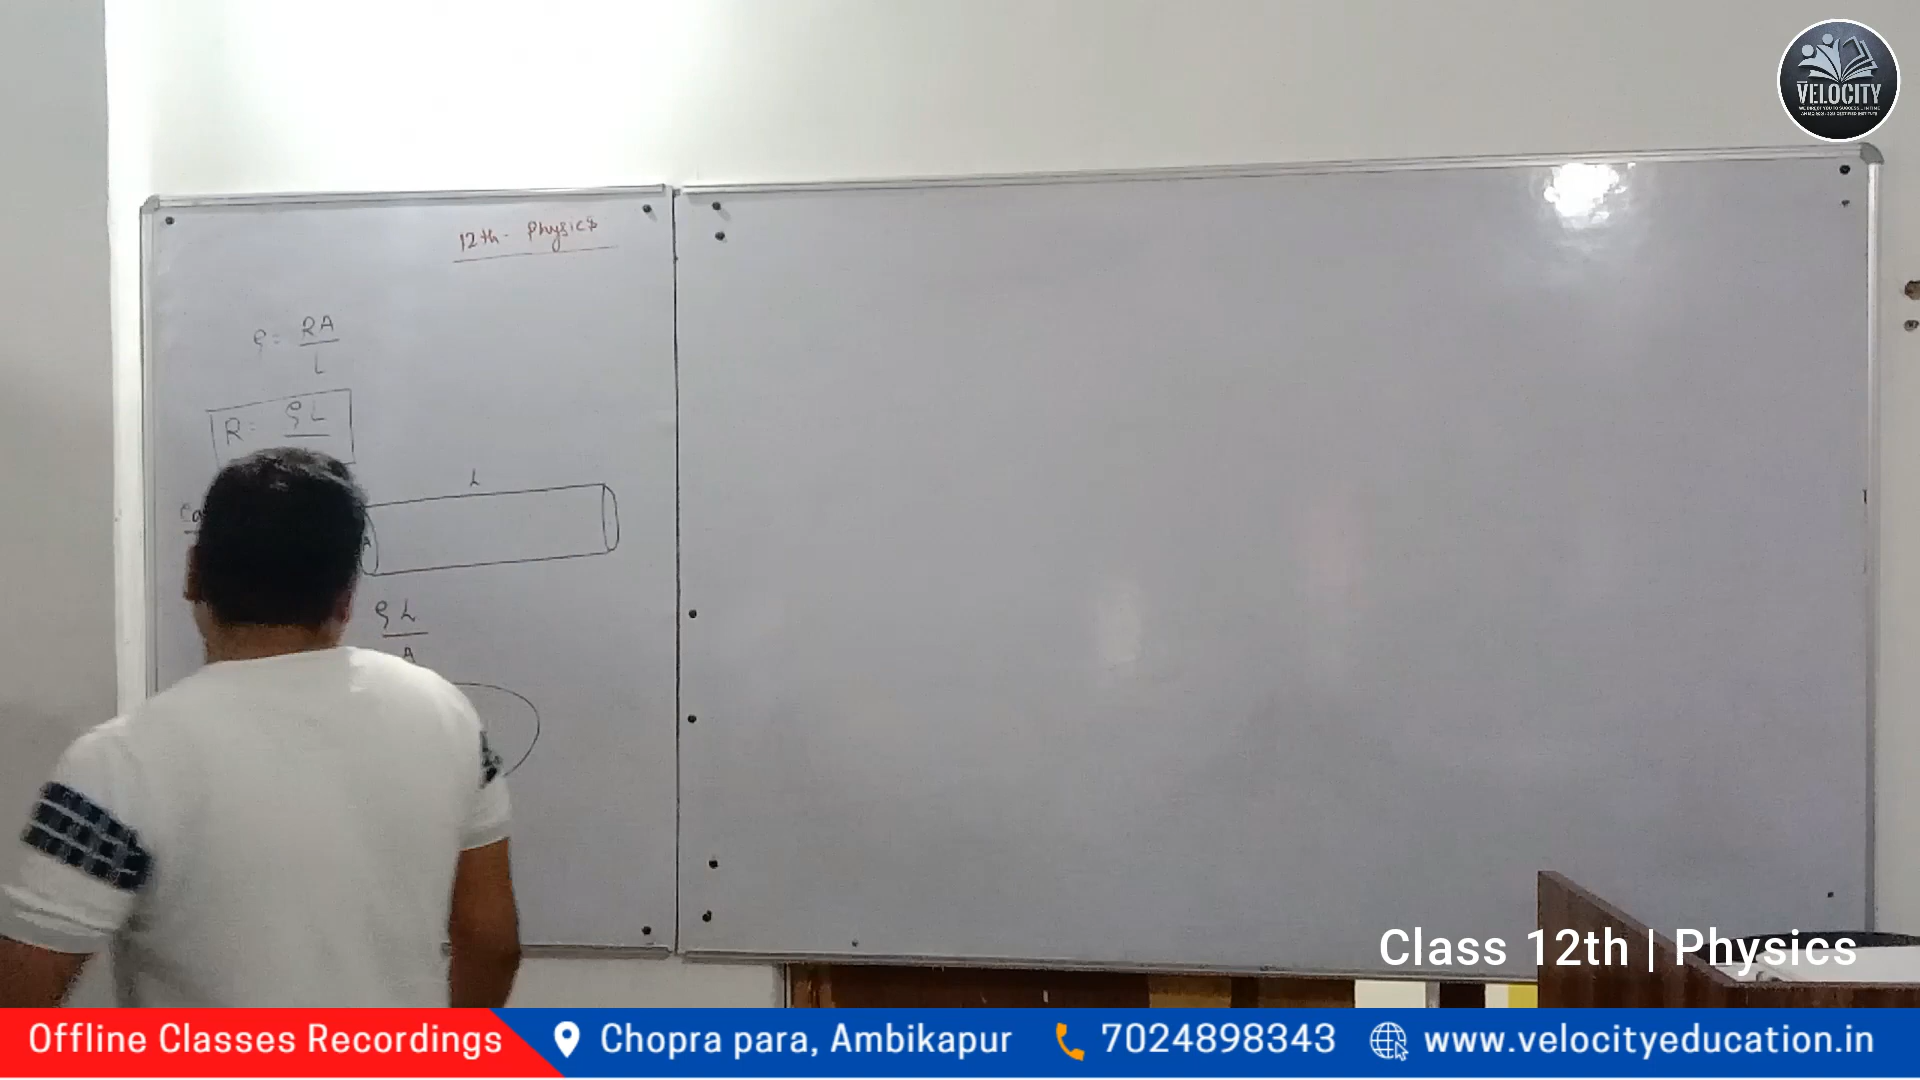 VELOCITY
12th - Physics
ρ = RA
L
R = ρL
L
A
ρL
A
Class 12th | Physics
Offline Classes Recordings
Chopra para, Ambikapur
7024898343
www.velocityeducation.in